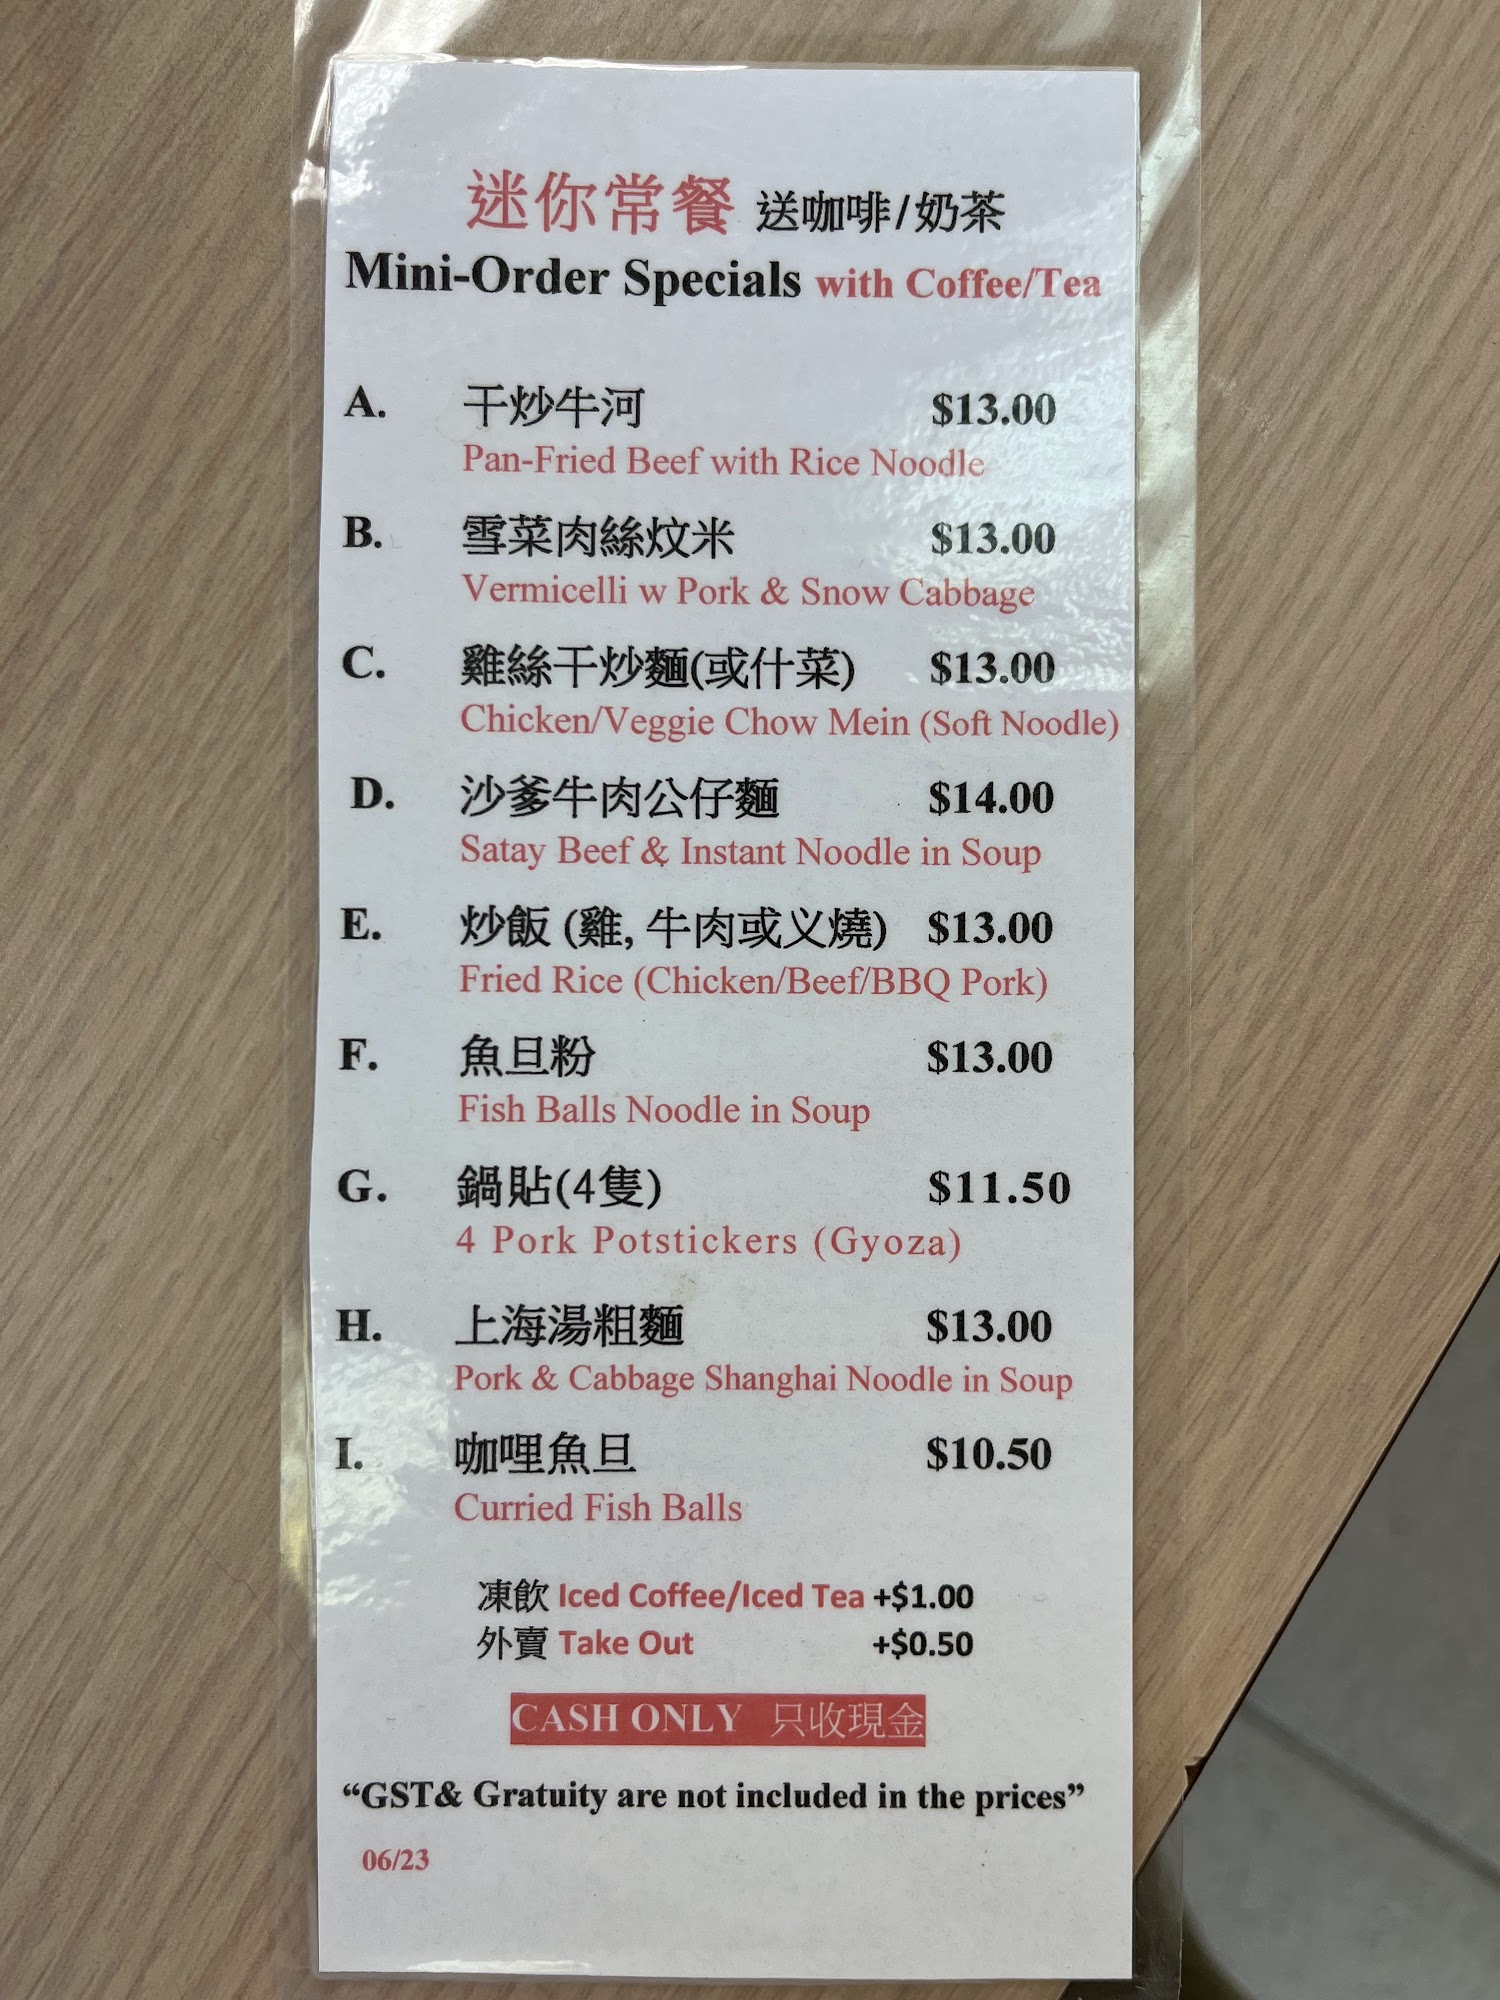 迷你常餐 送咖啡/奶茶
Mini-Order Specials with Coffee/Tea
A. 干炒牛河 $13.00
Pan-Fried Beef with Rice Noodle
B. 雪菜肉絲炆米 $13.00
Vermicelli w Pork & Snow Cabbage
C. 雞絲干炒麵(或什菜) $13.00
Chicken/Veggie Chow Mein (Soft Noodle)
D. 沙爹牛肉公仔麵 $14.00
Satay Beef & Instant Noodle in Soup
E. 炒飯 (雞, 牛肉或义燒) $13.00
Fried Rice (Chicken/Beef/BBQ Pork)
F. 魚旦粉 $13.00
Fish Balls Noodle in Soup
G. 鍋貼(4隻) $11.50
4 Pork Potstickers (Gyoza)
H. 上海湯粗麵 $13.00
Pork & Cabbage Shanghai Noodle in Soup
I. 咖哩魚旦 $10.50
Curried Fish Balls
凍飲 Iced Coffee/Iced Tea +$1.00
外賣 Take Out +$0.50
CASH ONLY 只收現金
“GST& Gratuity are not included in the prices”
06/23